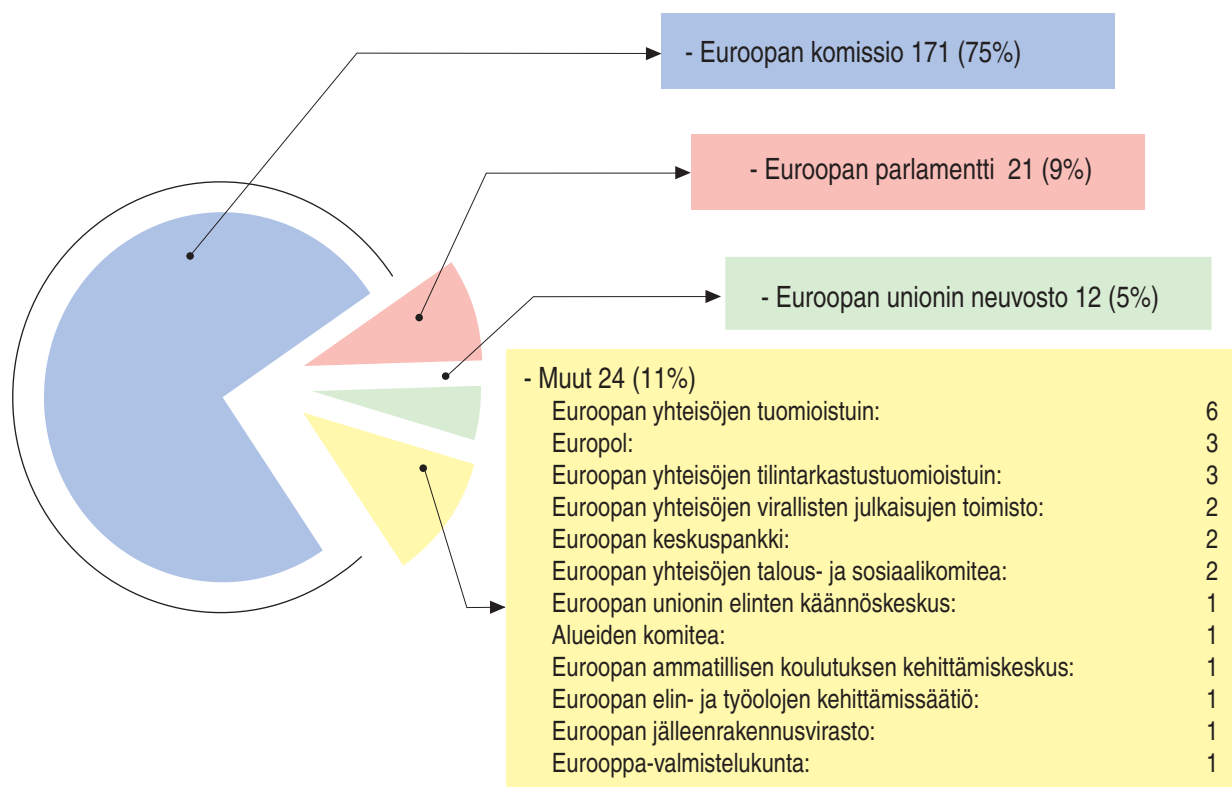 - Euroopan komissio 171 (75%)
- Euroopan parlamentti 21 (9%)
- Euroopan unionin neuvosto 12 (5%)
- Muut 24 (11%)
Euroopan yhteisöjen tuomioistuin: 6
Europol: 3
Euroopan yhteisöjen tilintarkastustuomioistuin: 3
Euroopan yhteisöjen virallisten julkaisujen toimisto: 2
Euroopan keskuspankki: 2
Euroopan yhteisöjen talous- ja sosiaalikomitea: 2
Euroopan unionin elinten käännöskeskus: 1
Alueiden komitea: 1
Euroopan ammatillisen koulutuksen kehittämiskeskus: 1
Euroopan elin- ja työolojen kehittämissäätiö: 1
Euroopan jälleenrakennusvirasto: 1
Eurooppa-valmistelukunta: 1